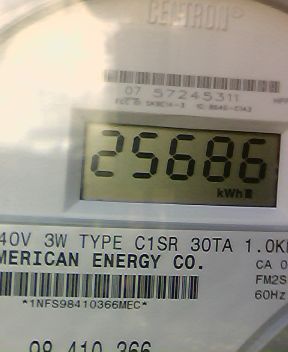 CENTRON®
07 57245311
25686
kWh
40V 3W TYPE C1SR 30TA 1.0K
MERICAN ENERGY CO.
CA 0
FM2S
60Hz
*1NFS98410366MEC*
98 410 366